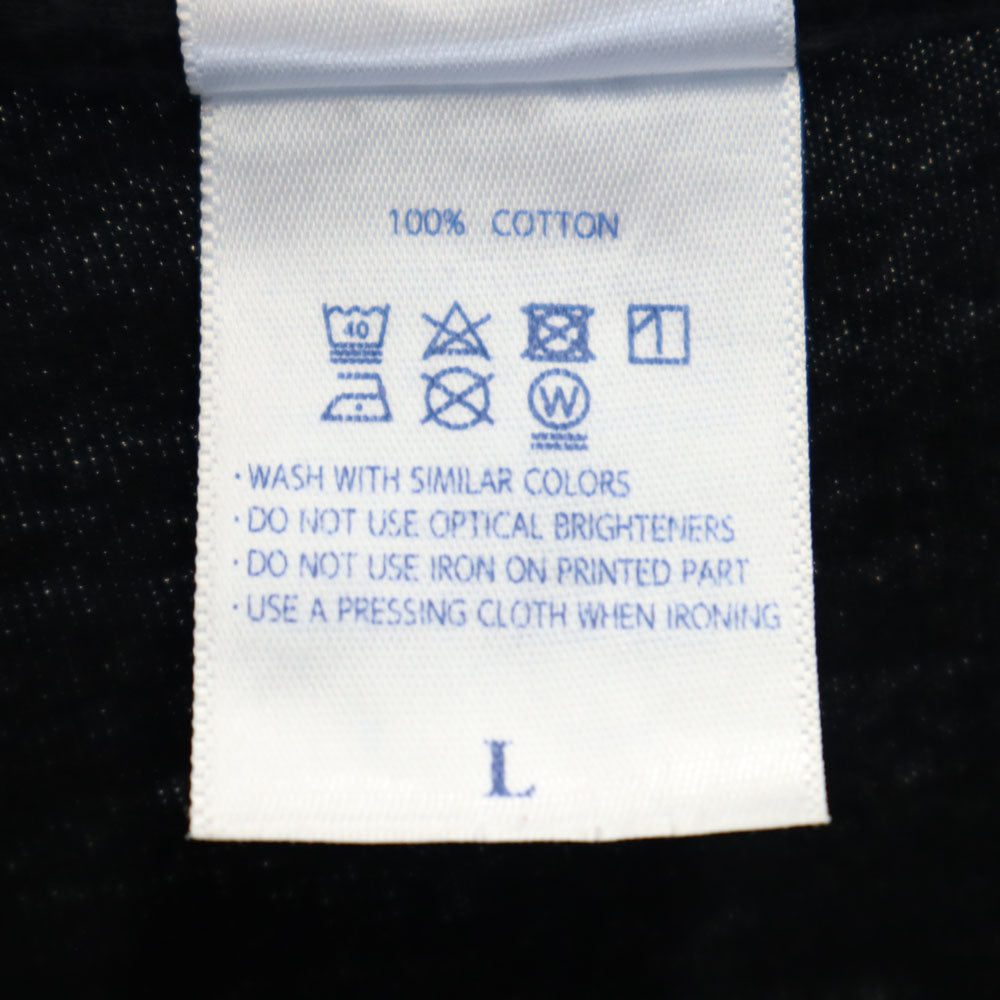 100% COTTON
40
W
· WASH WITH SIMILAR COLORS
· DO NOT USE OPTICAL BRIGHTENERS
· DO NOT USE IRON ON PRINTED PART
· USE A PRESSING CLOTH WHEN IRONING
L